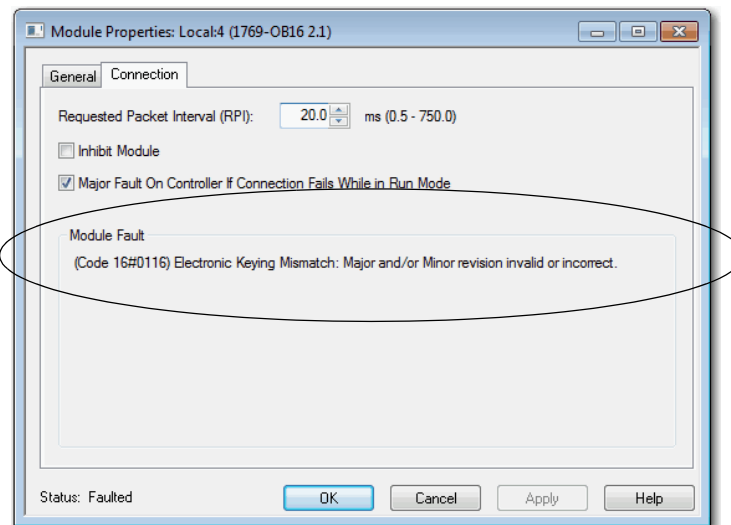 Module Properties: Local:4 (1769-OB16 2.1)
General Connection
Requested Packet Interval (RPI): 20.0 ms (0.5 - 750.0)
Inhibit Module
Major Fault On Controller If Connection Fails While in Run Mode
Module Fault
(Code 16#0116) Electronic Keying Mismatch: Major and/or Minor revision invalid or incorrect.
Status: Faulted OK Cancel Apply Help